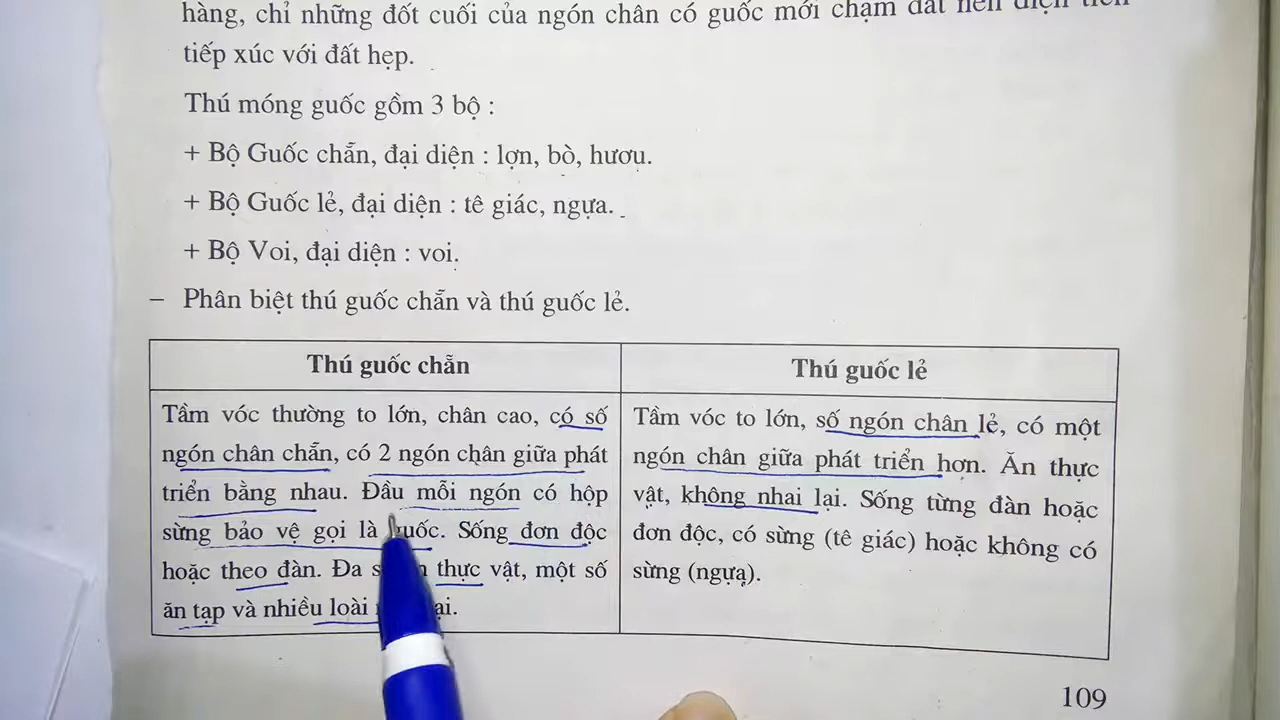 hàng, chỉ những đốt cuối của ngón chân có guốc mới chạm đất nên diện tích
tiếp xúc với đất hẹp.
Thú móng guốc gồm 3 bộ :
+ Bộ Guốc chẵn, đại diện : lợn, bò, hươu.
+ Bộ Guốc lẻ, đại diện : tê giác, ngựa.
+ Bộ Voi, đại diện : voi.
– Phân biệt thú guốc chẵn và thú guốc lẻ.
Thú guốc chẵn
Tầm vóc thường to lớn, chân cao, có số
ngón chân chẵn, có 2 ngón chân giữa phát
triển bằng nhau. Đầu mỗi ngón có hộp
sừng bảo vệ gọi là guốc. Sống đơn độc
hoặc theo đàn. Đa thực vật, một số
ăn tạp và nhiều loài
Thú guốc lẻ
Tầm vóc to lớn, số ngón chân lẻ, có một
ngón chân giữa phát triển hơn. Ăn thực
vật, không nhai lại. Sống từng đàn hoặc
đơn độc, có sừng (tê giác) hoặc không có
sừng (ngựa).
109